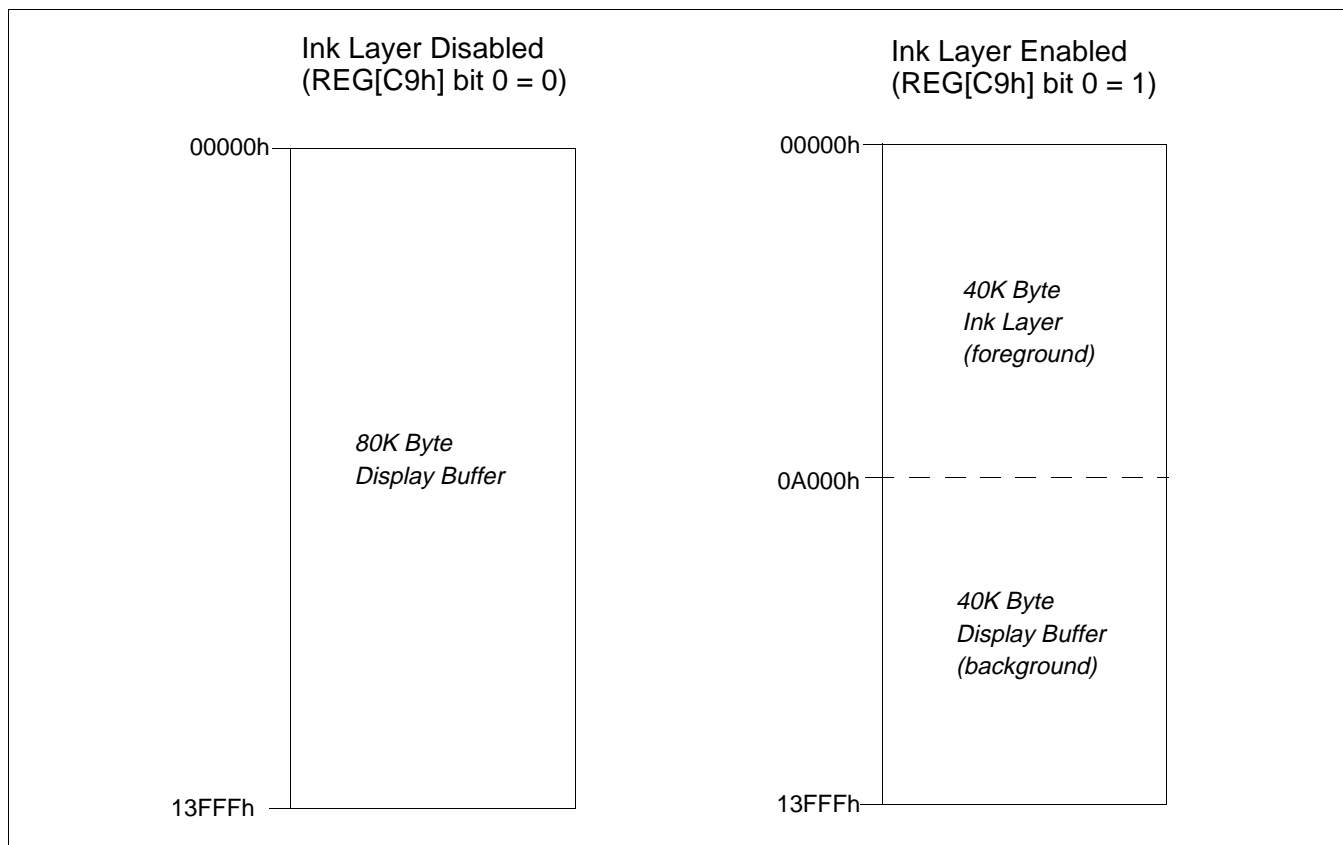 Ink Layer Disabled
(REG[C9h] bit 0 = 0)
00000h
80K Byte
Display Buffer
13FFFh
Ink Layer Enabled
(REG[C9h] bit 0 = 1)
00000h
40K Byte
Ink Layer
(foreground)
0A000h
40K Byte
Display Buffer
(background)
13FFFh